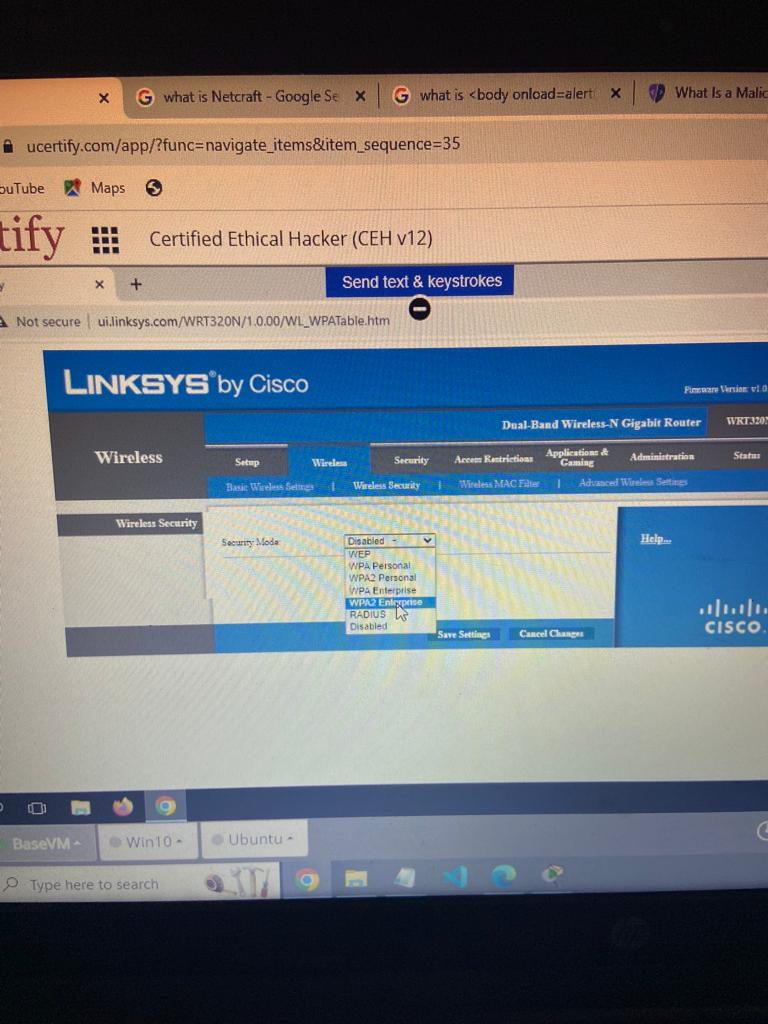 what is Netcraft - Google Se
what is <body onload=alert
What Is a Malic
ucertify.com/app/?func=navigate_items&item_sequence=35
ouTube
Maps
tify
Certified Ethical Hacker (CEH v12)
y
Send text & keystrokes
Not secure
ui.linksys.com/WRT320N/1.0.00/WL_WPATable.htm
LINKSYS® by Cisco
Firmware Version: v1.0.
Dual-Band Wireless-N Gigabit Router
WRT320N
Wireless
Setup
Wireless
Security
Access Restrictions
Applications & Gaming
Administration
Status
Basic Wireless Settings | Wireless Security | Wireless MAC Filter | Advanced Wireless Settings
Wireless Security
Security Mode:
Disabled
WEP
WPA Personal
WPA2 Personal
WPA Enterprise
WPA2 Enterprise
RADIUS
Disabled
Help...
CISCO.
Save Settings
Cancel Changes
BaseVM
Win10
Ubuntu
Type here to search
hp